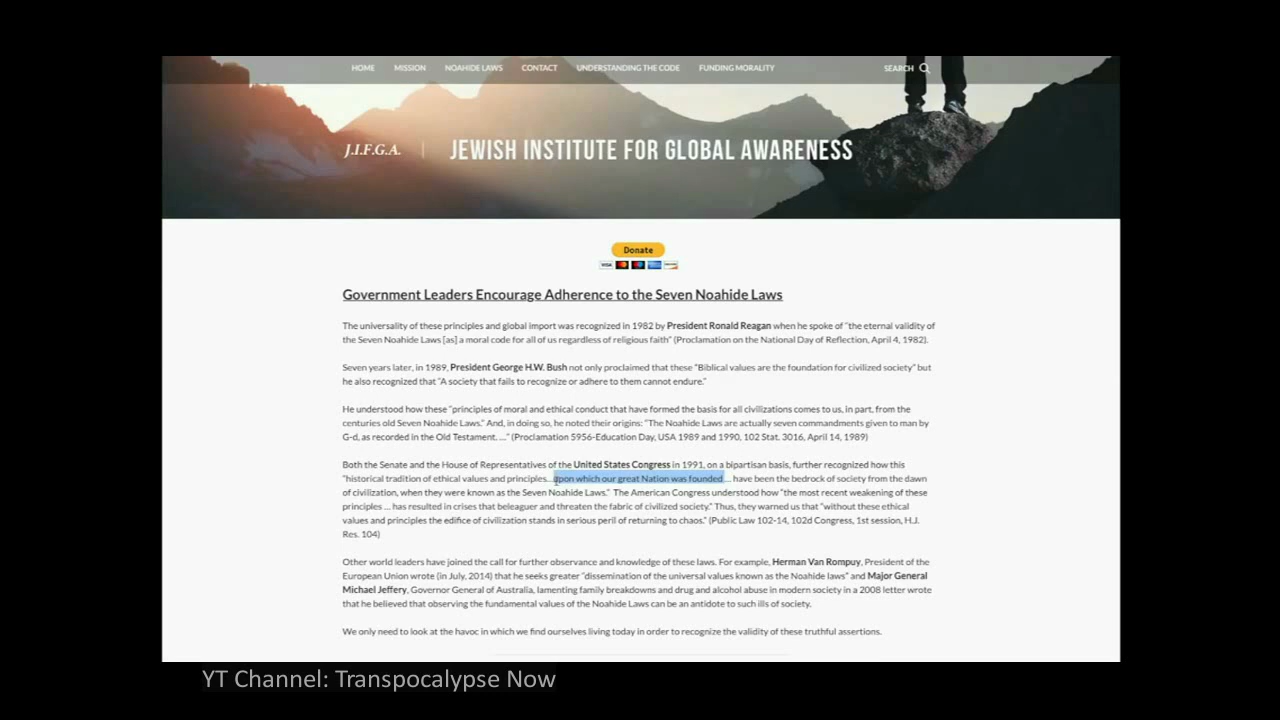 HOME MISSION NOAHIDE LAWS CONTACT UNDERSTANDING THE CODE FUNDING MORALITY SEARCH
J.I.F.G.A. | JEWISH INSTITUTE FOR GLOBAL AWARENESS
Donate
VISA
Government Leaders Encourage Adherence to the Seven Noahide Laws
The universality of these principles and global import was recognized in 1982 by President Ronald Reagan when he spoke of "the eternal validity of
the Seven Noahide Laws [as] a moral code for all of us regardless of religious faith" (Proclamation on the National Day of Reflection, April 4, 1982).
Seven years later, in 1989, President George H.W. Bush not only proclaimed that these "Biblical values are the foundation for civilized society" but
he also recognized that "A society that fails to recognize or adhere to them cannot endure."
He understood how these "principles of moral and ethical conduct that have formed the basis for all civilizations comes to us, in part, from the
centuries old Seven Noahide Laws." And, in doing so, he noted their origins: "The Noahide Laws are actually seven commandments given to man by
G-d, as recorded in the Old Testament. ..." (Proclamation 5956-Education Day, USA 1989 and 1990, 102 Stat. 3016, April 14, 1989)
Both the Senate and the House of Representatives of the United States Congress in 1991, on a bipartisan basis, further recognized how this
"historical tradition of ethical values and principles... upon which our great Nation was founded ... have been the bedrock of society from the dawn
of civilization, when they were known as the Seven Noahide Laws." The American Congress understood how "the most recent weakening of these
principles ... has resulted in crises that beleaguer and threaten the fabric of civilized society." Thus, they warned us that "without these ethical
values and principles the edifice of civilization stands in serious peril of returning to chaos." (Public Law 102-14, 102d Congress, 1st session, H.J.
Res. 104)
Other world leaders have joined the call for further observance and knowledge of these laws. For example, Herman Van Rompuy, President of the
European Union wrote (in July, 2014) that he seeks greater "dissemination of the universal values known as the Noahide laws" and Major General
Michael Jeffery, Governor General of Australia, lamenting family breakdowns and drug and alcohol abuse in modern society in a 2008 letter wrote
that he believed that observing the fundamental values of the Noahide Laws can be an antidote to such ills of society.
We only need to look at the havoc in which we find ourselves living today in order to recognize the validity of these truthful assertions.
YT Channel: Transpocalypse Now